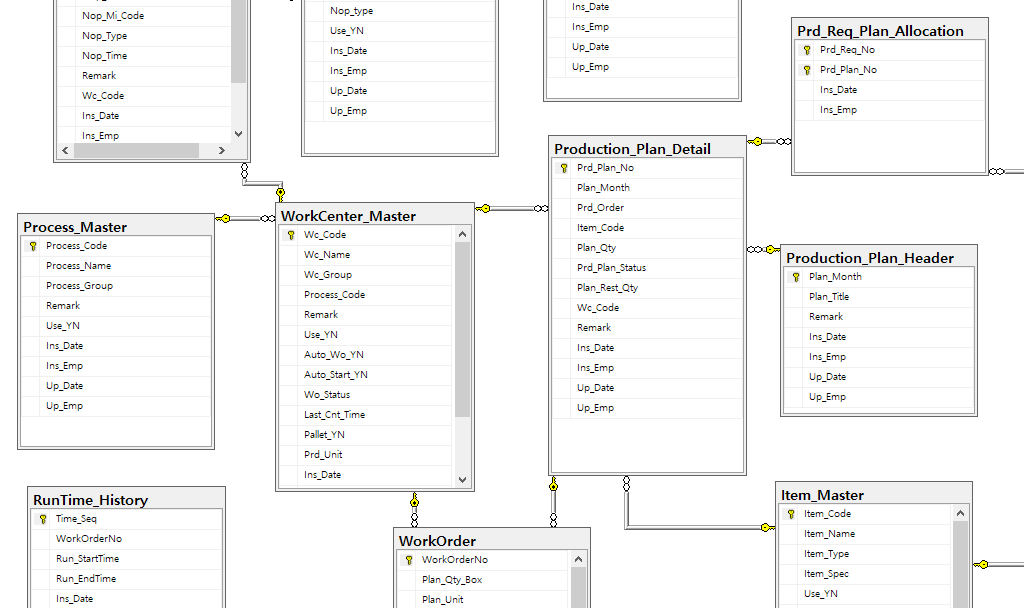 Nop_Mi_Code
Nop_Type
Nop_Time
Remark
Wc_Code
Ins_Date
Ins_Emp
Nop_type
Use_YN
Ins_Date
Ins_Emp
Up_Date
Up_Emp
Ins_Date
Ins_Emp
Up_Date
Up_Emp
Prd_Req_Plan_Allocation
Prd_Req_No
Prd_Plan_No
Ins_Date
Ins_Emp
Process_Master
Process_Code
Process_Name
Process_Group
Remark
Use_YN
Ins_Date
Ins_Emp
Up_Date
Up_Emp
WorkCenter_Master
Wc_Code
Wc_Name
Wc_Group
Process_Code
Remark
Use_YN
Auto_Wo_YN
Auto_Start_YN
Wo_Status
Last_Cnt_Time
Pallet_YN
Prd_Unit
Ins_Date
Production_Plan_Detail
Prd_Plan_No
Plan_Month
Prd_Order
Item_Code
Plan_Qty
Prd_Plan_Status
Plan_Rest_Qty
Wc_Code
Remark
Ins_Date
Ins_Emp
Up_Date
Up_Emp
Production_Plan_Header
Plan_Month
Plan_Title
Remark
Ins_Date
Ins_Emp
Up_Date
Up_Emp
RunTime_History
Time_Seq
WorkOrderNo
Run_StartTime
Run_EndTime
Ins_Date
WorkOrder
WorkOrderNo
Plan_Qty_Box
Plan_Unit
Item_Master
Item_Code
Item_Name
Item_Type
Item_Spec
Use_YN